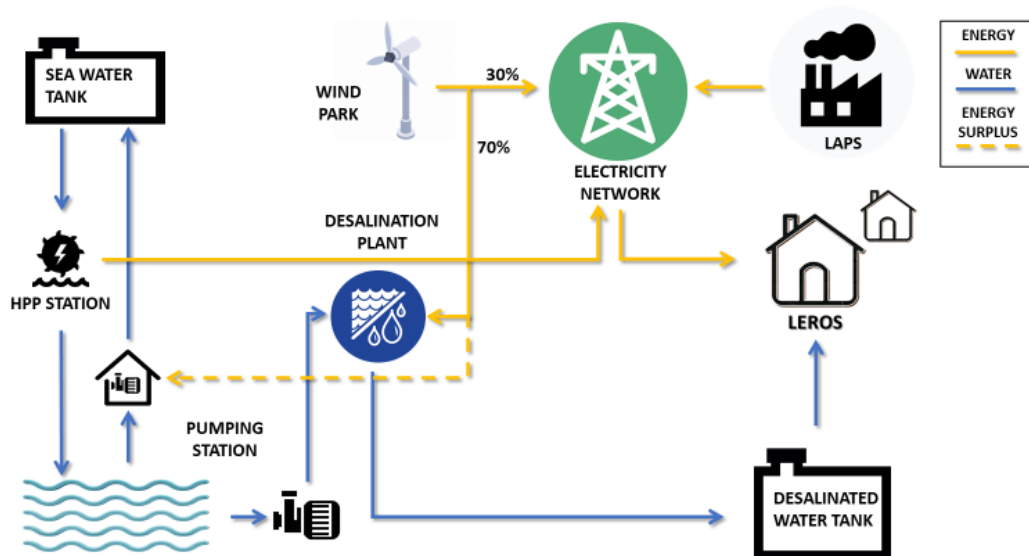 SEA WATER
TANK
WIND
PARK
30%
70%
ELECTRICITY
NETWORK
LAPS
ENERGY
WATER
ENERGY
SURPLUS
DESALINATION
PLANT
HPP STATION
LEROS
PUMPING
STATION
DESALINATED
WATER TANK